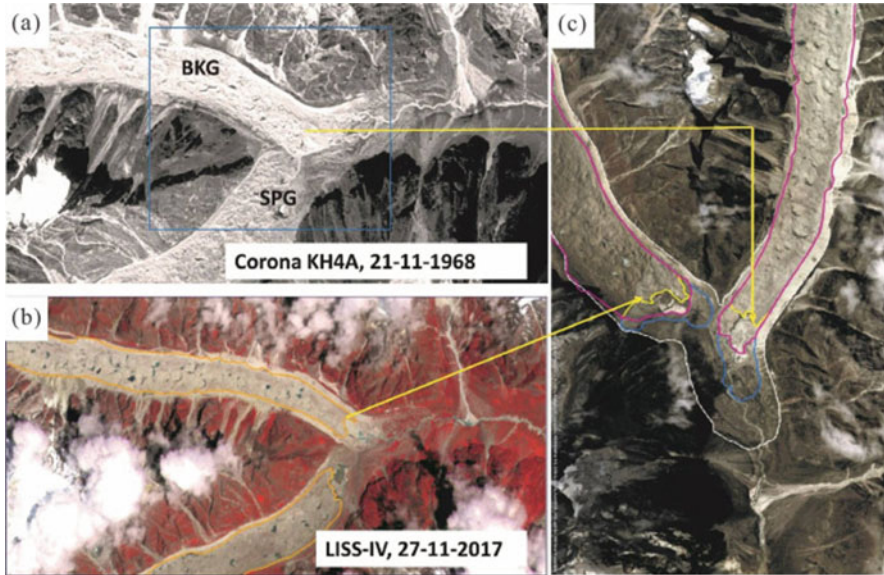 (a)
BKG
SPG
Corona KH4A, 21-11-1968
(b)
LISS-IV, 27-11-2017
(c)